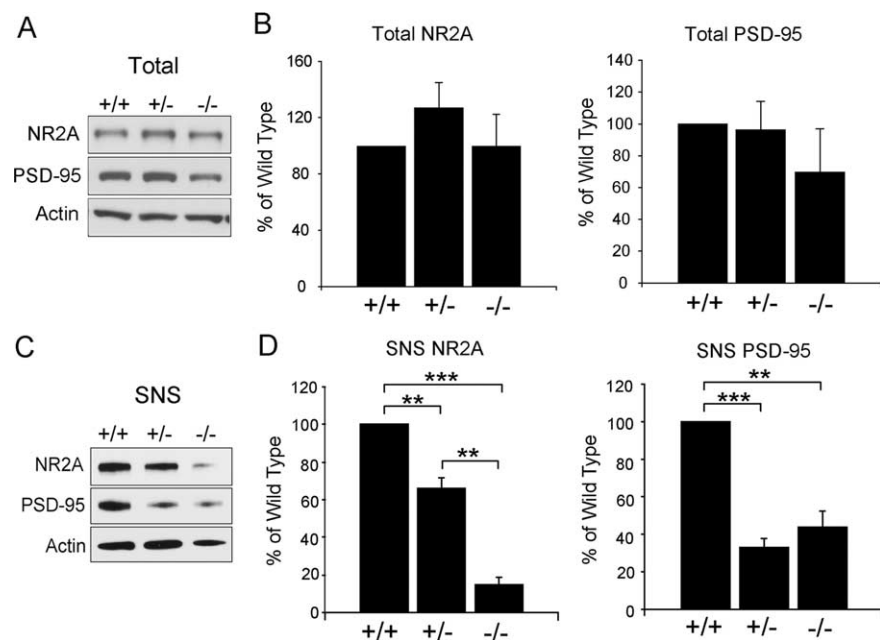 A
Total
+/+ +/- -/-
NR2A
PSD-95
Actin
B
Total NR2A
% of Wild Type
160
120
80
40
0
+/+ +/- -/-
Total PSD-95
% of Wild Type
140
120
100
80
60
40
20
0
+/+ +/- -/-
C
SNS
+/+ +/- -/-
NR2A
PSD-95
Actin
D
SNS NR2A
% of Wild Type
120
100
80
60
40
20
0
***
**
**
+/+ +/- -/-
SNS PSD-95
% of Wild Type
120
100
80
60
40
20
0
**
***
+/+ +/- -/-